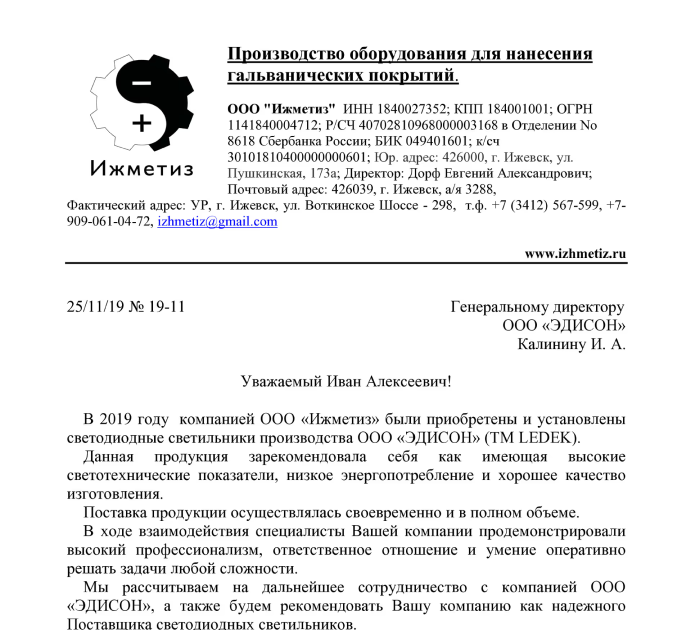 Производство оборудования для нанесения
гальванических покрытий.
− +
Ижметиз
ООО "Ижметиз" ИНН 1840027352; КПП 184001001; ОГРН
1141840004712; Р/СЧ 40702810968000003168 в Отделении No
8618 Сбербанка России; БИК 049401601; к/сч
30101810400000000601; Юр. адрес: 426000, г. Ижевск, ул.
Пушкинская, 173а; Директор: Дорф Евгений Александрович;
Почтовый адрес: 426039, г. Ижевск, а/я 3288,
Фактический адрес: УР, г. Ижевск, ул. Воткинское Шоссе - 298, т.ф. +7 (3412) 567-599, +7-
909-061-04-72, izhmetiz@gmail.com
www.izhmetiz.ru
25/11/19 № 19-11
Генеральному директору
ООО «ЭДИСОН»
Калинину И. А.
Уважаемый Иван Алексеевич!
В 2019 году компанией ООО «Ижметиз» были приобретены и установлены
светодиодные светильники производства ООО «ЭДИСОН» (ТМ LEDEK).
Данная продукция зарекомендовала себя как имеющая высокие
светотехнические показатели, низкое энергопотребление и хорошее качество
изготовления.
Поставка продукции осуществлялась своевременно и в полном объеме.
В ходе взаимодействия специалисты Вашей компании продемонстрировали
высокий профессионализм, ответственное отношение и умение оперативно
решать задачи любой сложности.
Мы рассчитываем на дальнейшее сотрудничество с компанией ООО
«ЭДИСОН», а также будем рекомендовать Вашу компанию как надежного
Поставщика светодиодных светильников.